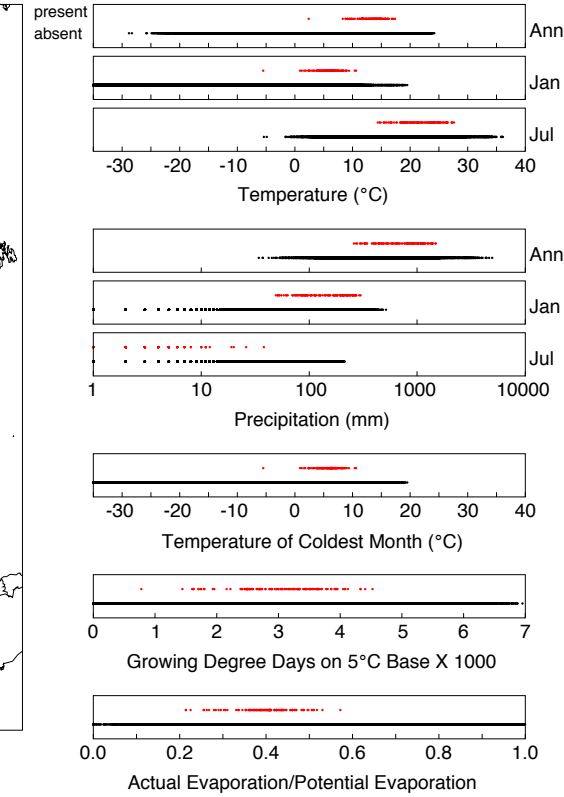 present
absent
Ann
Jan
Jul
-30 -20 -10 0 10 20 30 40
Temperature (°C)
Ann
Jan
Jul
1 10 100 1000 10000
Precipitation (mm)
-30 -20 -10 0 10 20 30 40
Temperature of Coldest Month (°C)
0 1 2 3 4 5 6 7
Growing Degree Days on 5°C Base X 1000
0.0 0.2 0.4 0.6 0.8 1.0
Actual Evaporation/Potential Evaporation